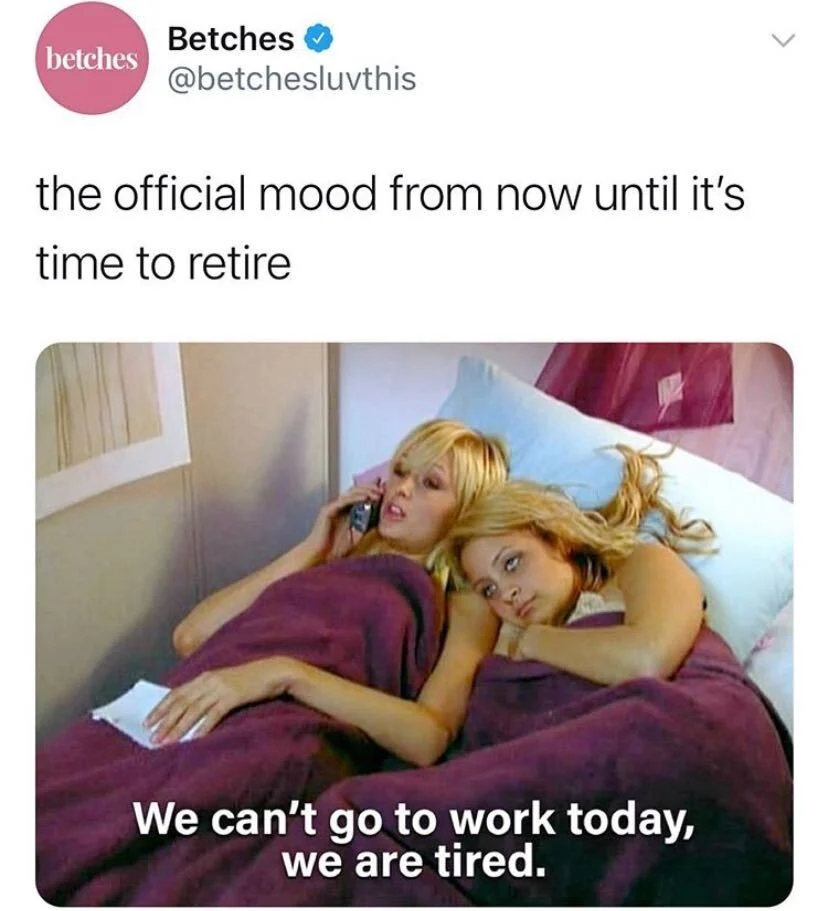 betches
Betches
@betchesluvthis
the official mood from now until it's
time to retire
We can't go to work today,
we are tired.